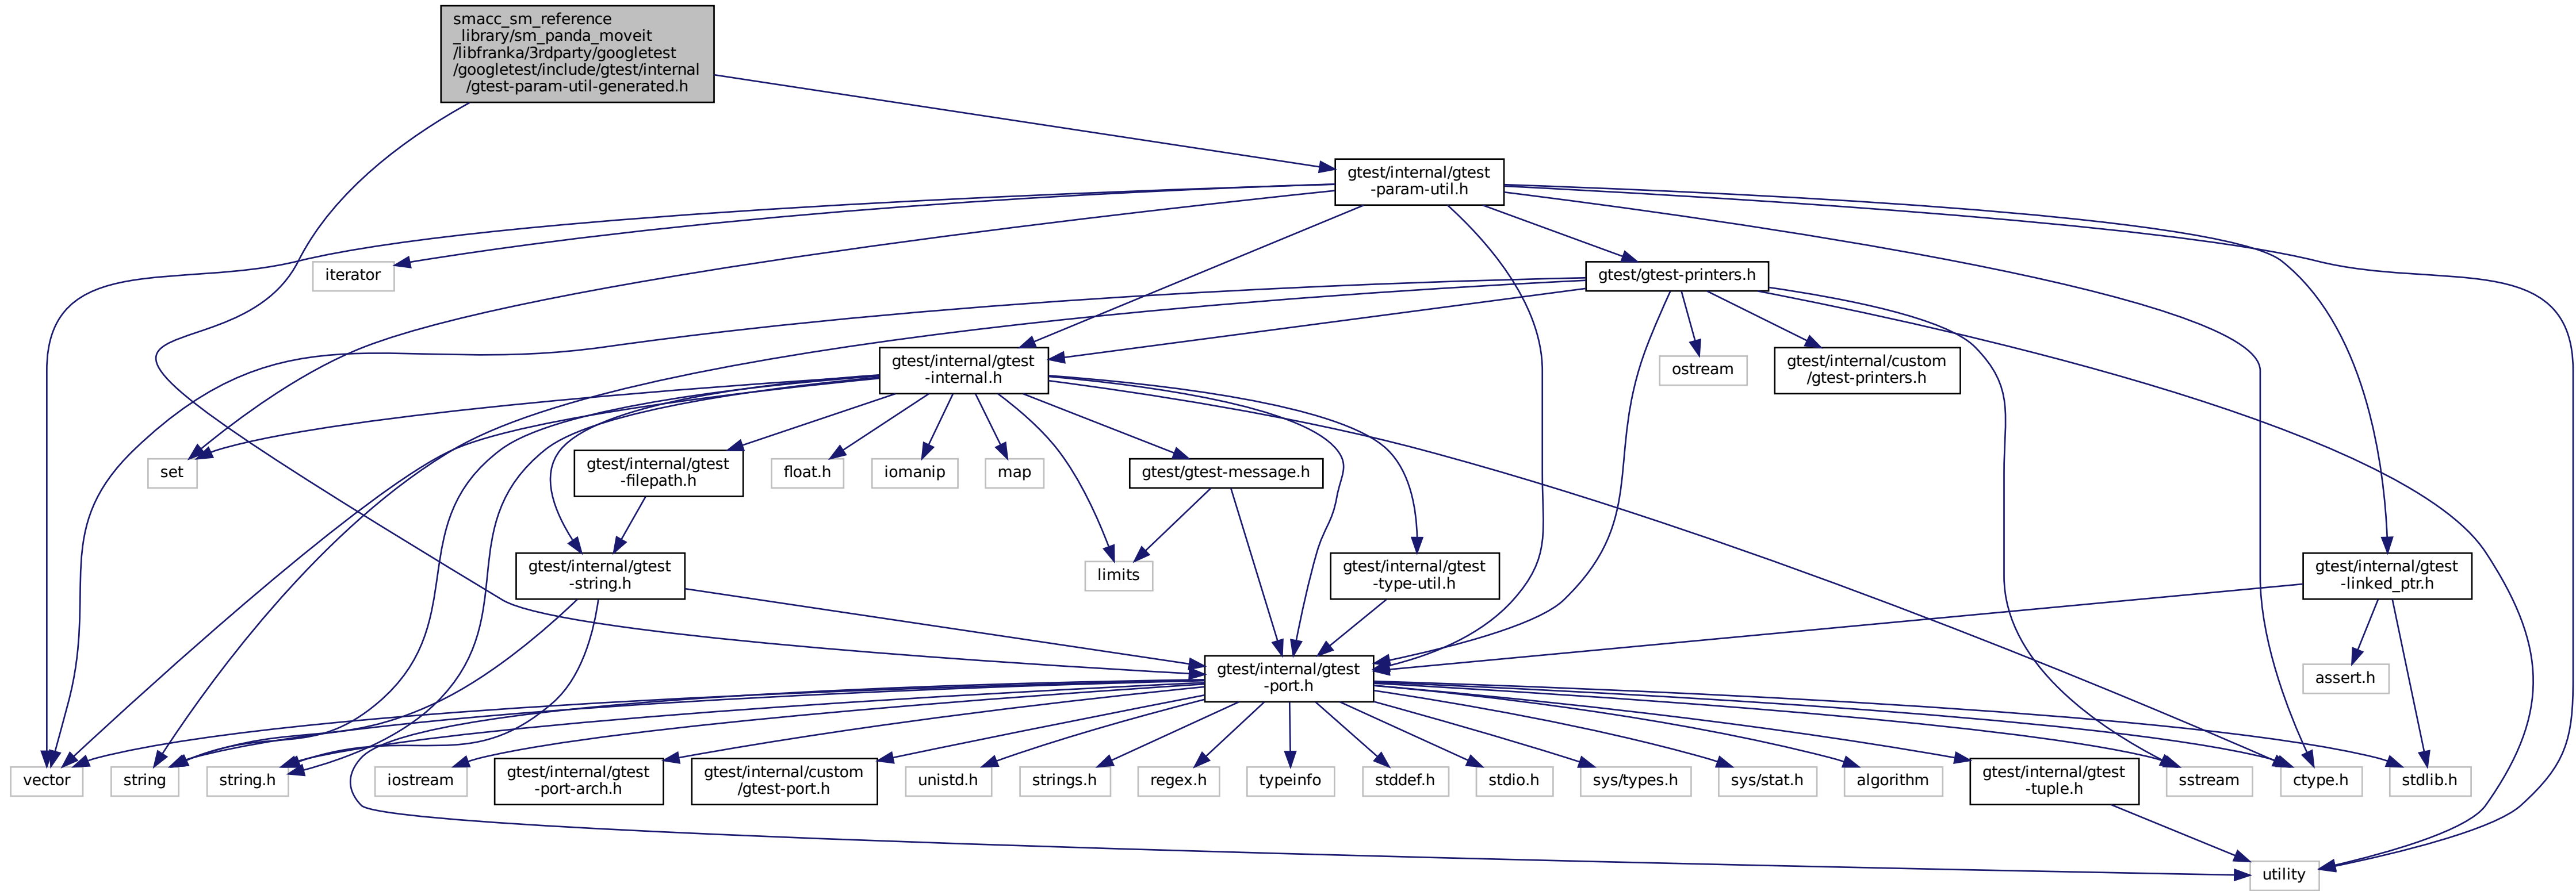 smacc_sm_reference
_library/sm_panda_moveit
/libfranka/3rdparty/googletest
/googletest/include/gtest/internal
/gtest-param-util-generated.h
gtest/internal/gtest
-param-util.h
iterator
gtest/gtest-printers.h
gtest/internal/gtest
-internal.h
ostream
gtest/internal/custom
/gtest-printers.h
set
gtest/internal/gtest
-filepath.h
float.h
iomanip
map
gtest/gtest-message.h
gtest/internal/gtest
-string.h
limits
gtest/internal/gtest
-type-util.h
gtest/internal/gtest
-linked_ptr.h
gtest/internal/gtest
-port.h
assert.h
vector
string
string.h
iostream
gtest/internal/gtest
-port-arch.h
gtest/internal/custom
/gtest-port.h
unistd.h
strings.h
regex.h
typeinfo
stddef.h
stdio.h
sys/types.h
sys/stat.h
algorithm
gtest/internal/gtest
-tuple.h
sstream
ctype.h
stdlib.h
utility